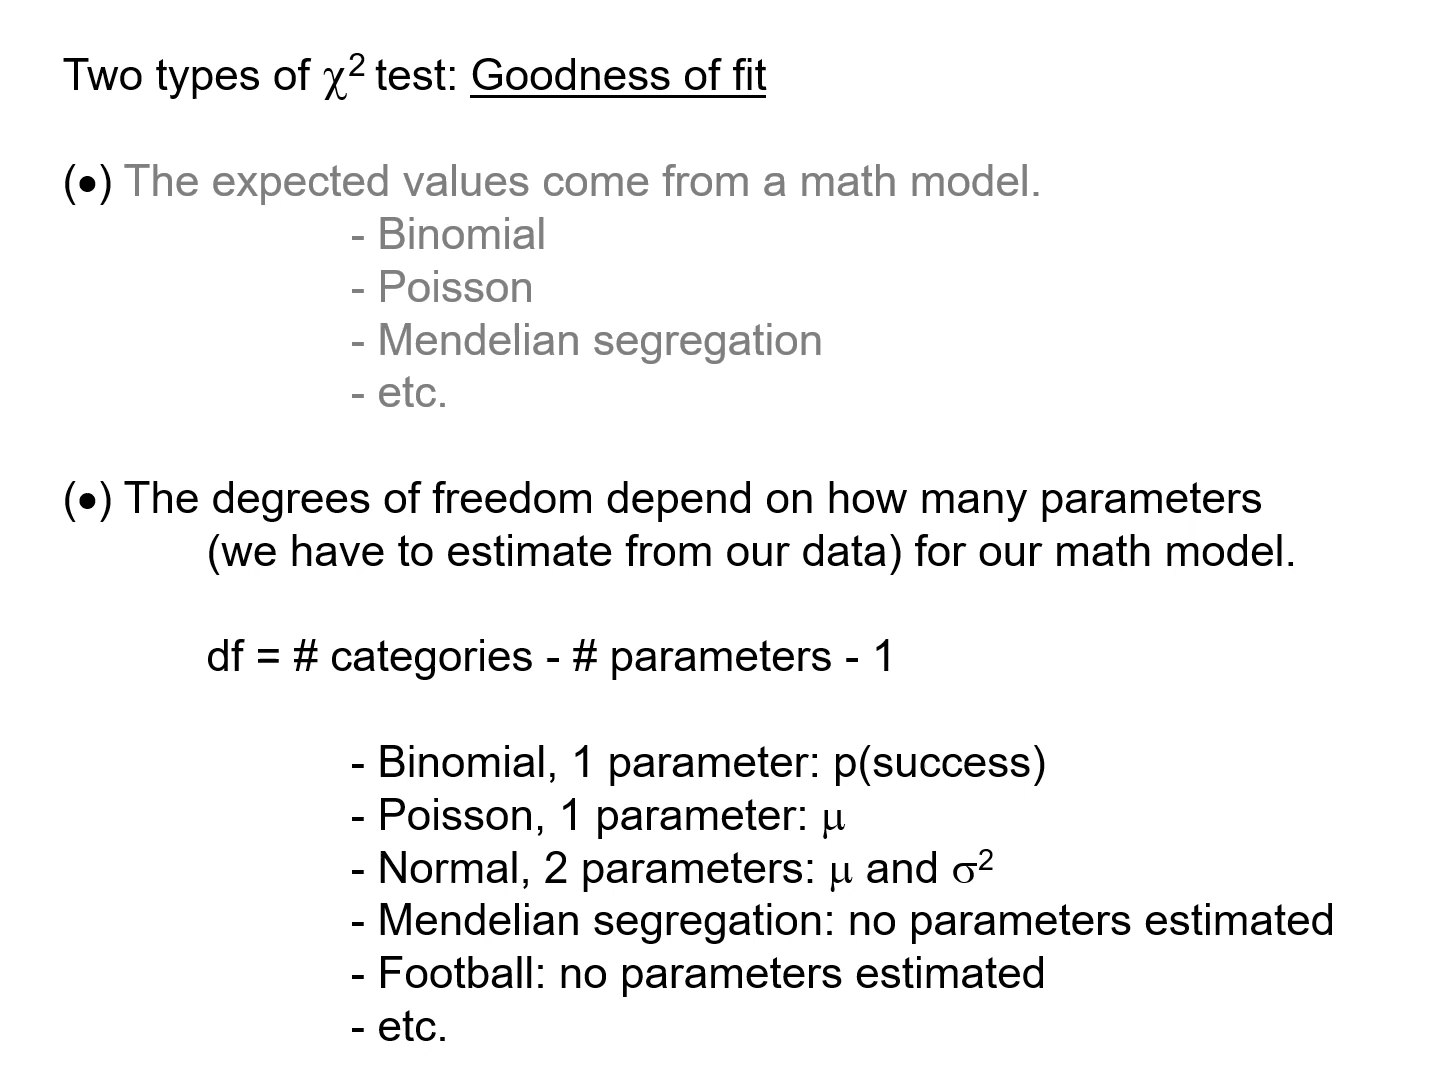 Two types of χ² test: Goodness of fit
(•) The expected values come from a math model.
- Binomial
- Poisson
- Mendelian segregation
- etc.
(•) The degrees of freedom depend on how many parameters
(we have to estimate from our data) for our math model.
df = # categories - # parameters - 1
- Binomial, 1 parameter: p(success)
- Poisson, 1 parameter: μ
- Normal, 2 parameters: μ and σ²
- Mendelian segregation: no parameters estimated
- Football: no parameters estimated
- etc.